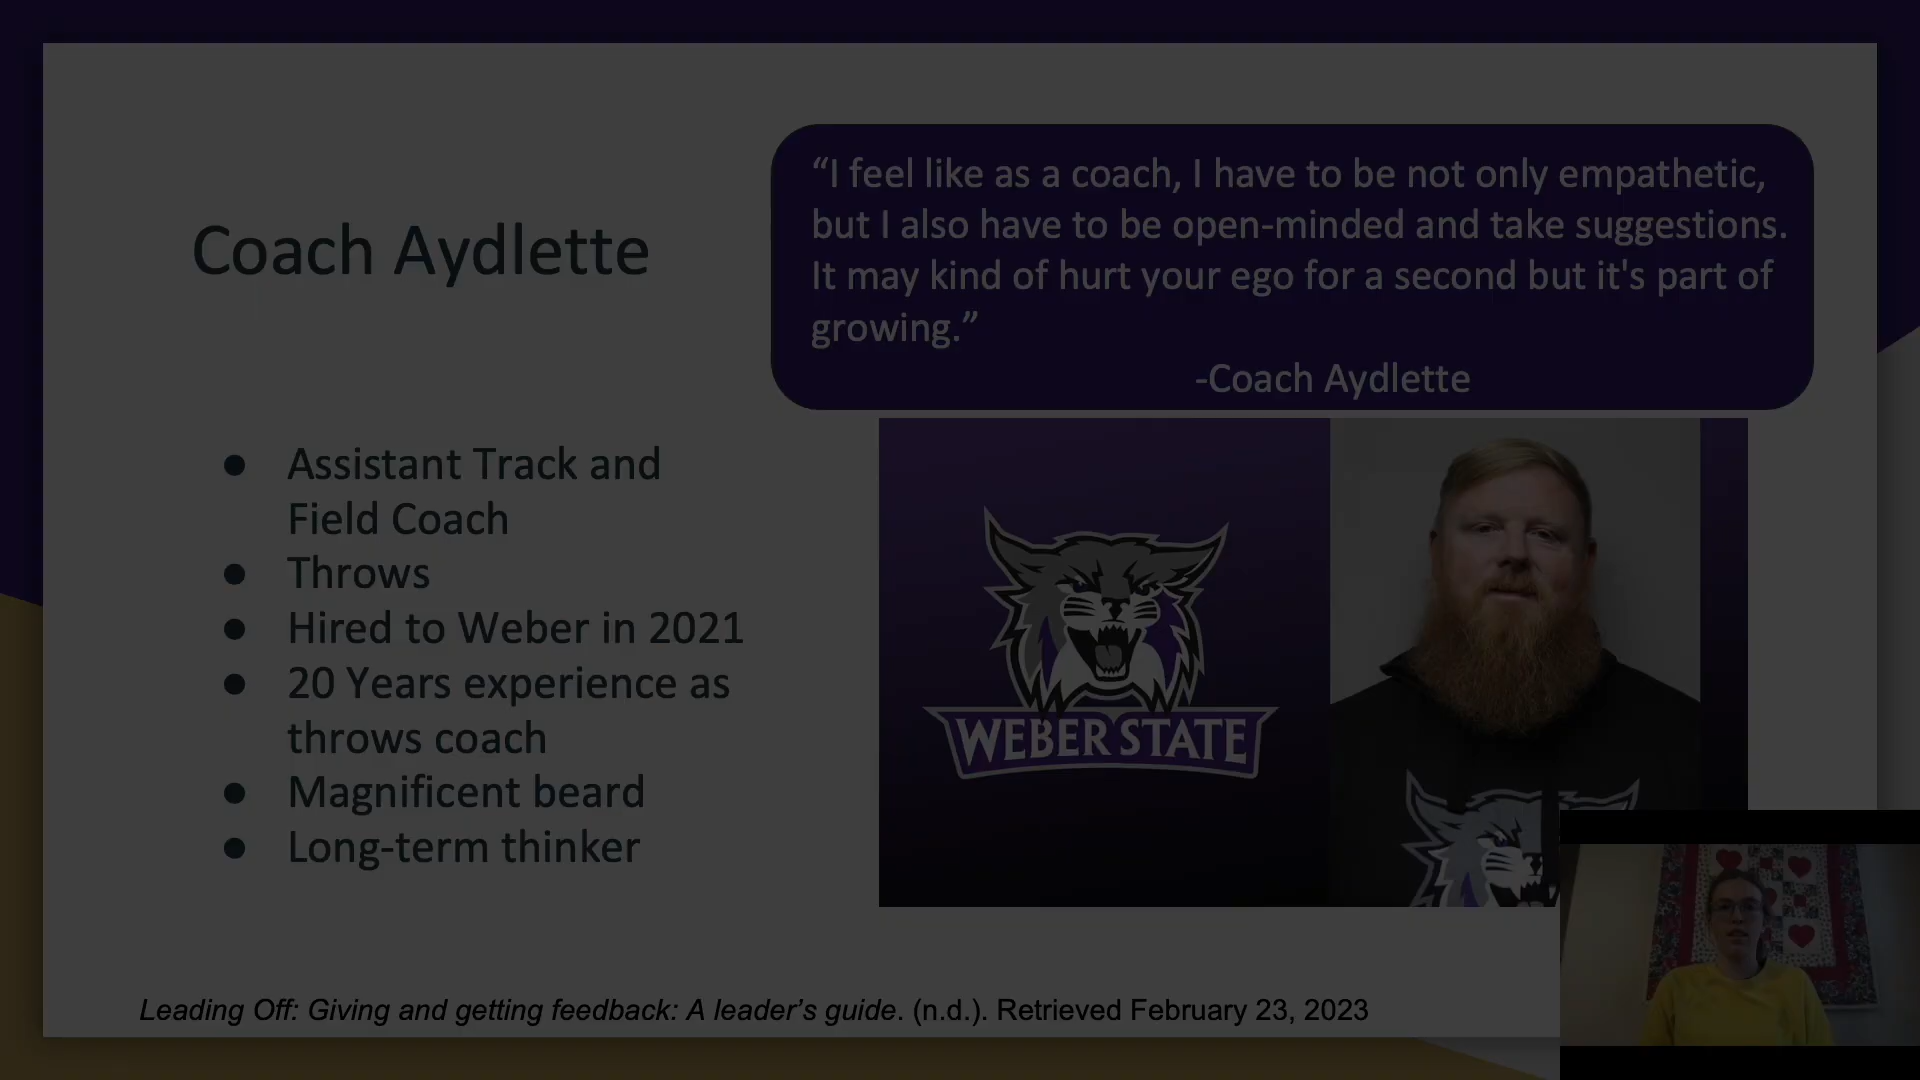 Coach Aydlette
“I feel like as a coach, I have to be not only empathetic,
but I also have to be open-minded and take suggestions.
It may kind of hurt your ego for a second but it's part of
growing.”
-Coach Aydlette
● Assistant Track and
Field Coach
● Throws
● Hired to Weber in 2021
● 20 Years experience as
throws coach
● Magnificent beard
● Long-term thinker
WEBER STATE
Leading Off: Giving and getting feedback: A leader’s guide. (n.d.). Retrieved February 23, 2023